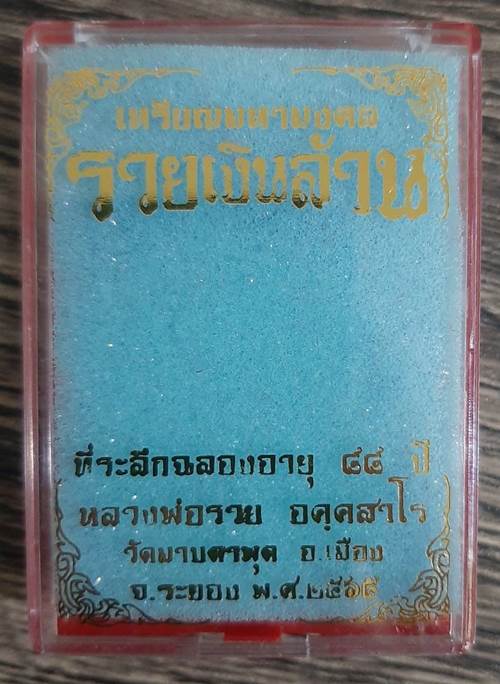 เหรียญมหามงคล
รวยเงินล้าน
ที่ระลึกฉลองอายุ ๘๘ ปี
หลวงพ่อรวย อคฺคสาโร
วัดมาบตาพุด อ.เมือง
จ.ระยอง พ.ศ.๒๕๖๕